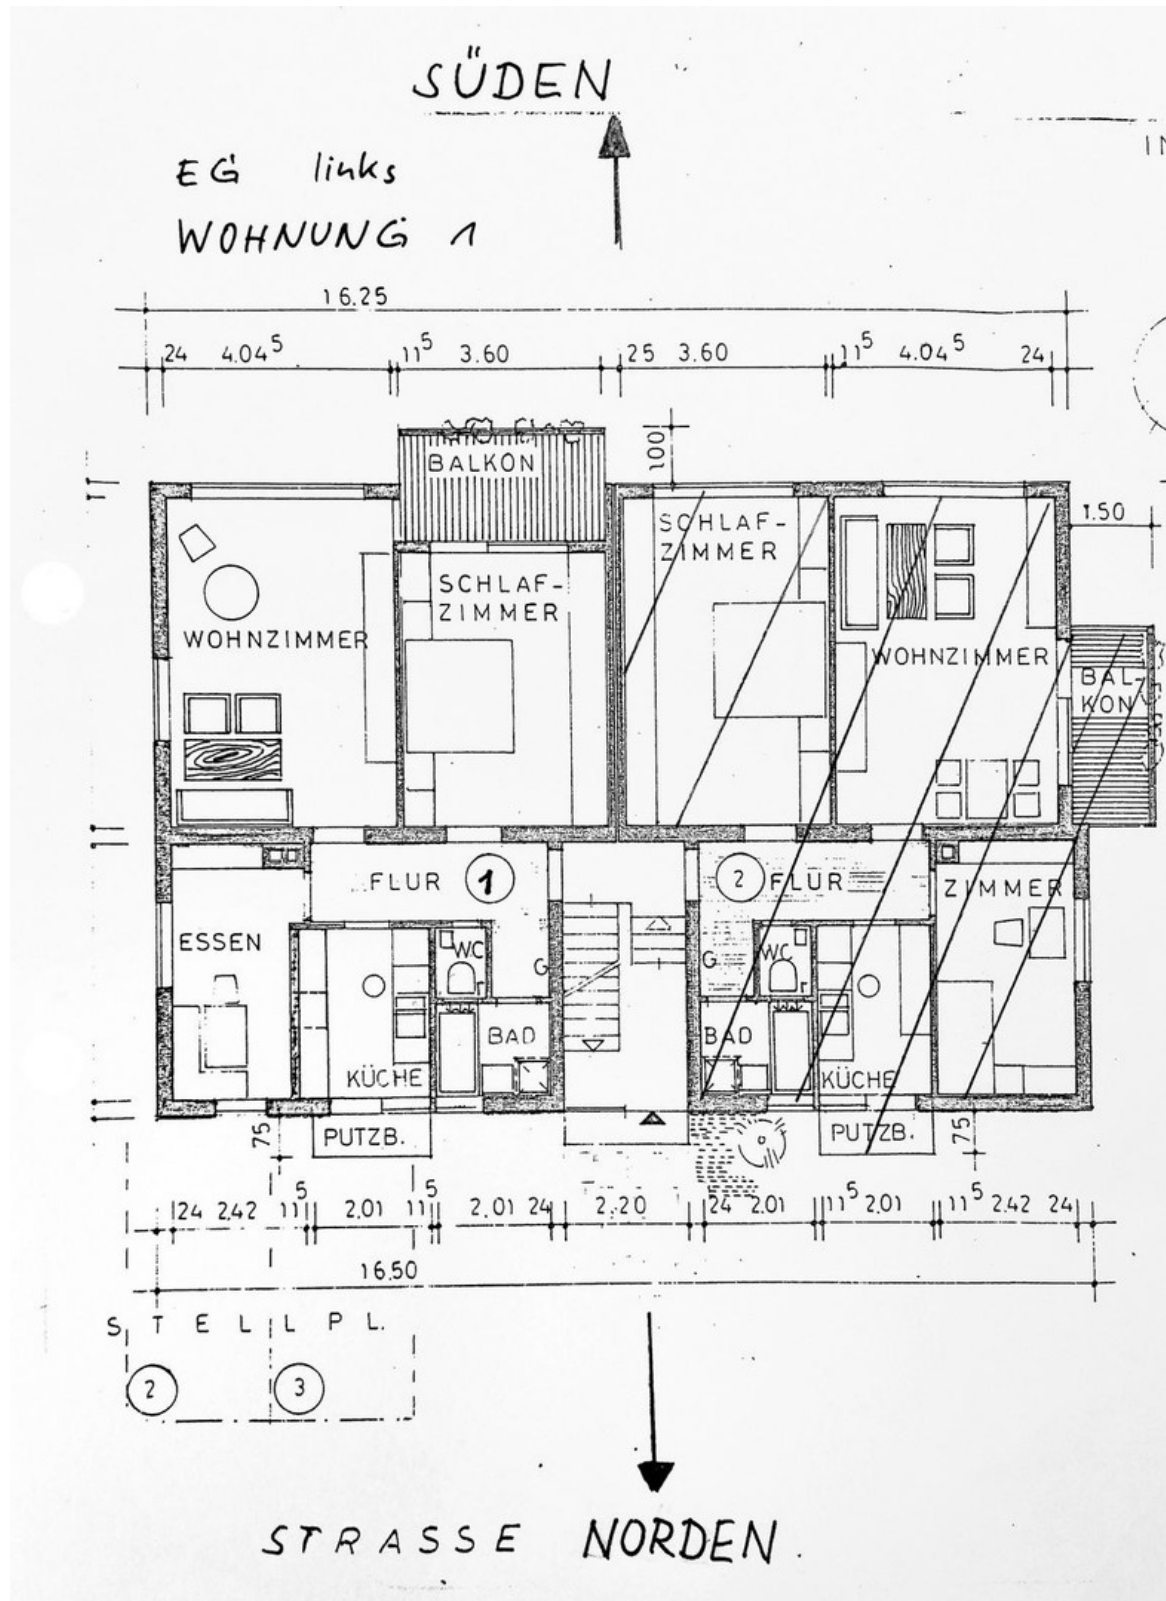 SÜDEN
EG links
WOHNUNG 1
16.25
24 4.04⁵ 11⁵ 3.60 25 3.60 11⁵ 4.04⁵ 24
BALKON
100
1.50
SCHLAF-
ZIMMER
SCHLAF-
ZIMMER
WOHNZIMMER
WOHNZIMMER
BAL-
KON
FLUR 1
2 FLUR
ZIMMER
ESSEN
WC
G
G
WC
BAD
BAD
KÜCHE
KÜCHE
75
PUTZB.
PUTZB.
75
24 2.42 11⁵ 2.01 11⁵ 2.01 24 2.20 24 2.01 11⁵ 2.01 11⁵ 2.42 24
16.50
STELLPL.
2 3
STRASSE NORDEN.